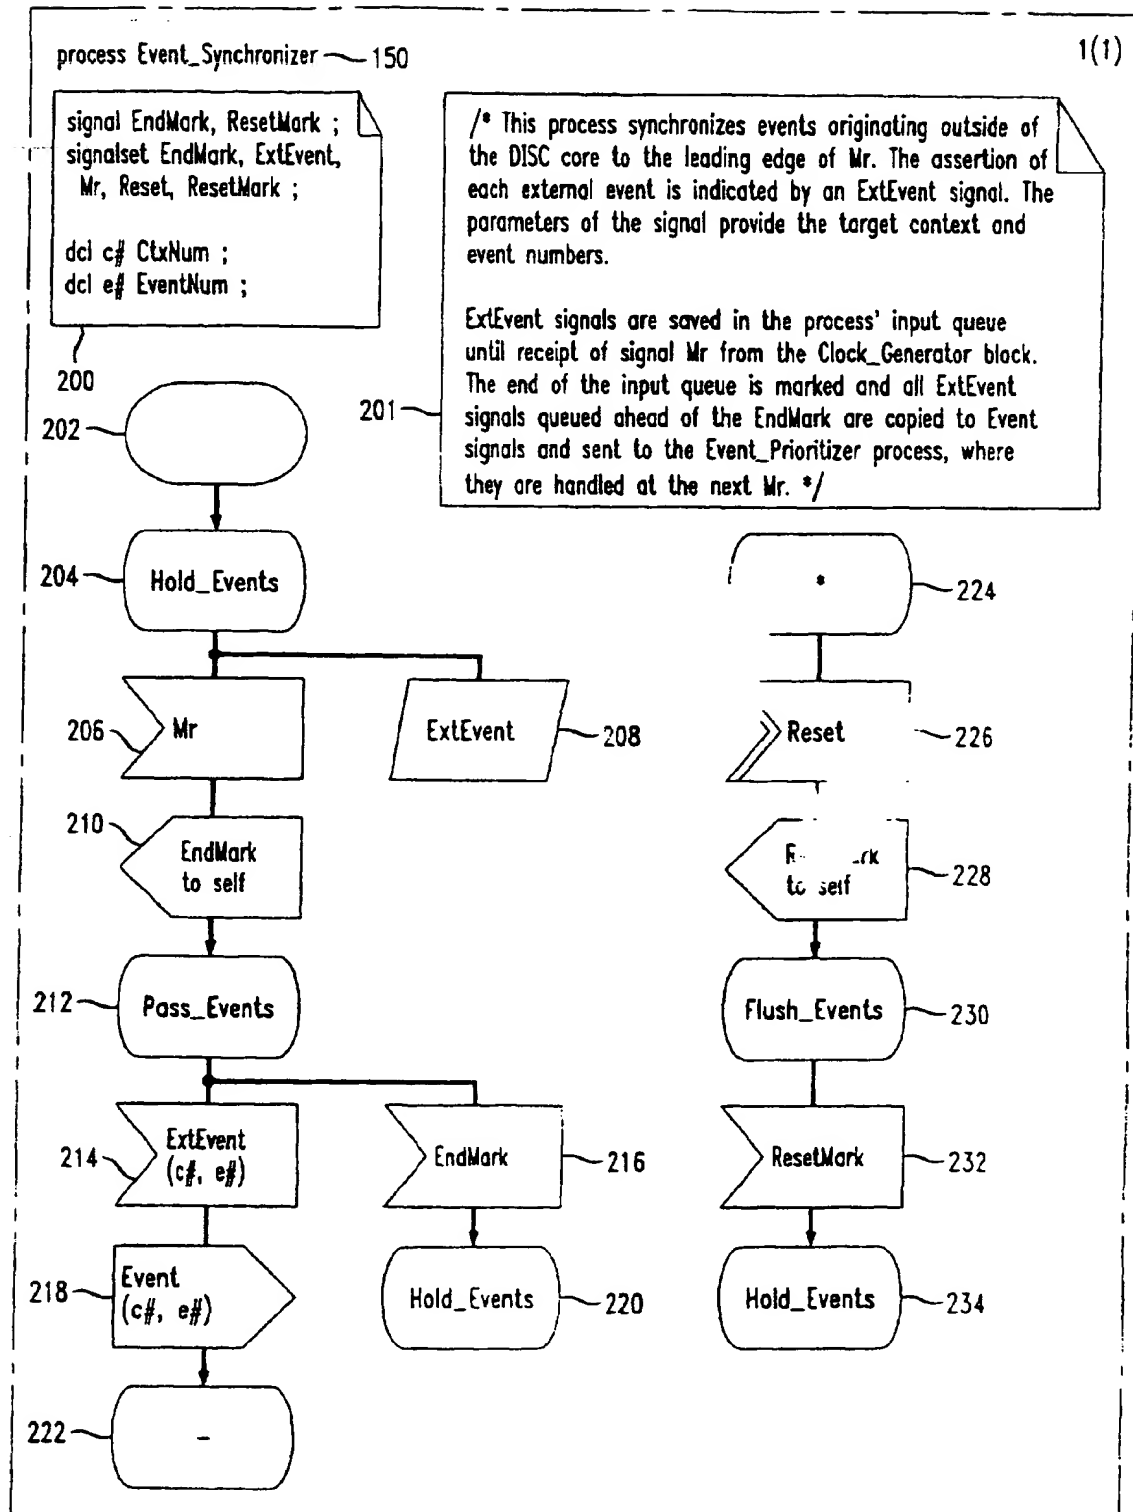 process Event_Synchronizer 150
1(1)
signal EndMark, ResetMark ;
signalset EndMark, ExtEvent,
Mr, Reset, ResetMark ;
dcl c# CtxNum ;
dcl e# EventNum ;
200
/* This process synchronizes events originating outside of
the DISC core to the leading edge of Mr. The assertion of
each external event is indicated by an ExtEvent signal. The
parameters of the signal provide the target context and
event numbers.
ExtEvent signals are saved in the process' input queue
until receipt of signal Mr from the Clock_Generator block.
The end of the input queue is marked and all ExtEvent
signals queued ahead of the EndMark are copied to Event
signals and sent to the Event_Prioritizer process, where
they are handled at the next Mr. */
201
202
204
Hold_Events
*
224
206
Mr
ExtEvent
208
Reset
226
210
EndMark
to self
to self
228
212
Pass_Events
Flush_Events
230
214
ExtEvent
(c#, e#)
EndMark
216
ResetMark
232
218
Event
(c#, e#)
Hold_Events
220
Hold_Events
234
222
-